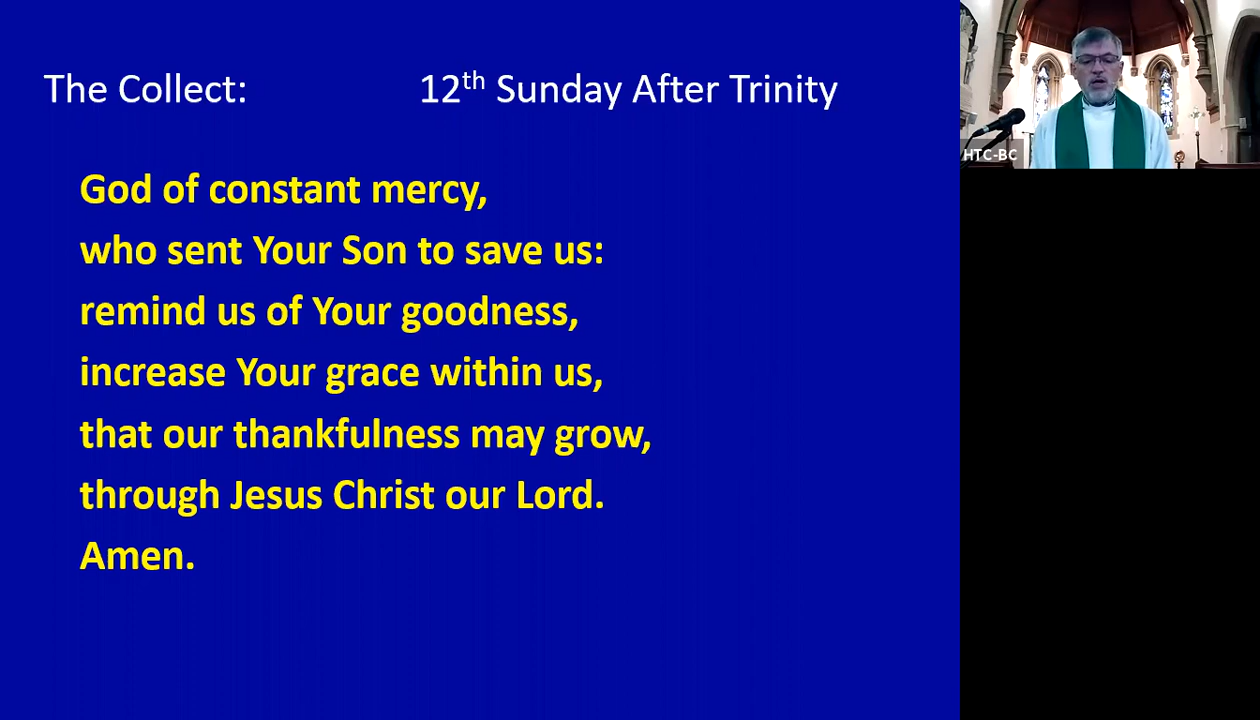 The Collect: 12th Sunday After Trinity
God of constant mercy,
who sent Your Son to save us:
remind us of Your goodness,
increase Your grace within us,
that our thankfulness may grow,
through Jesus Christ our Lord.
Amen.
HTC-BC